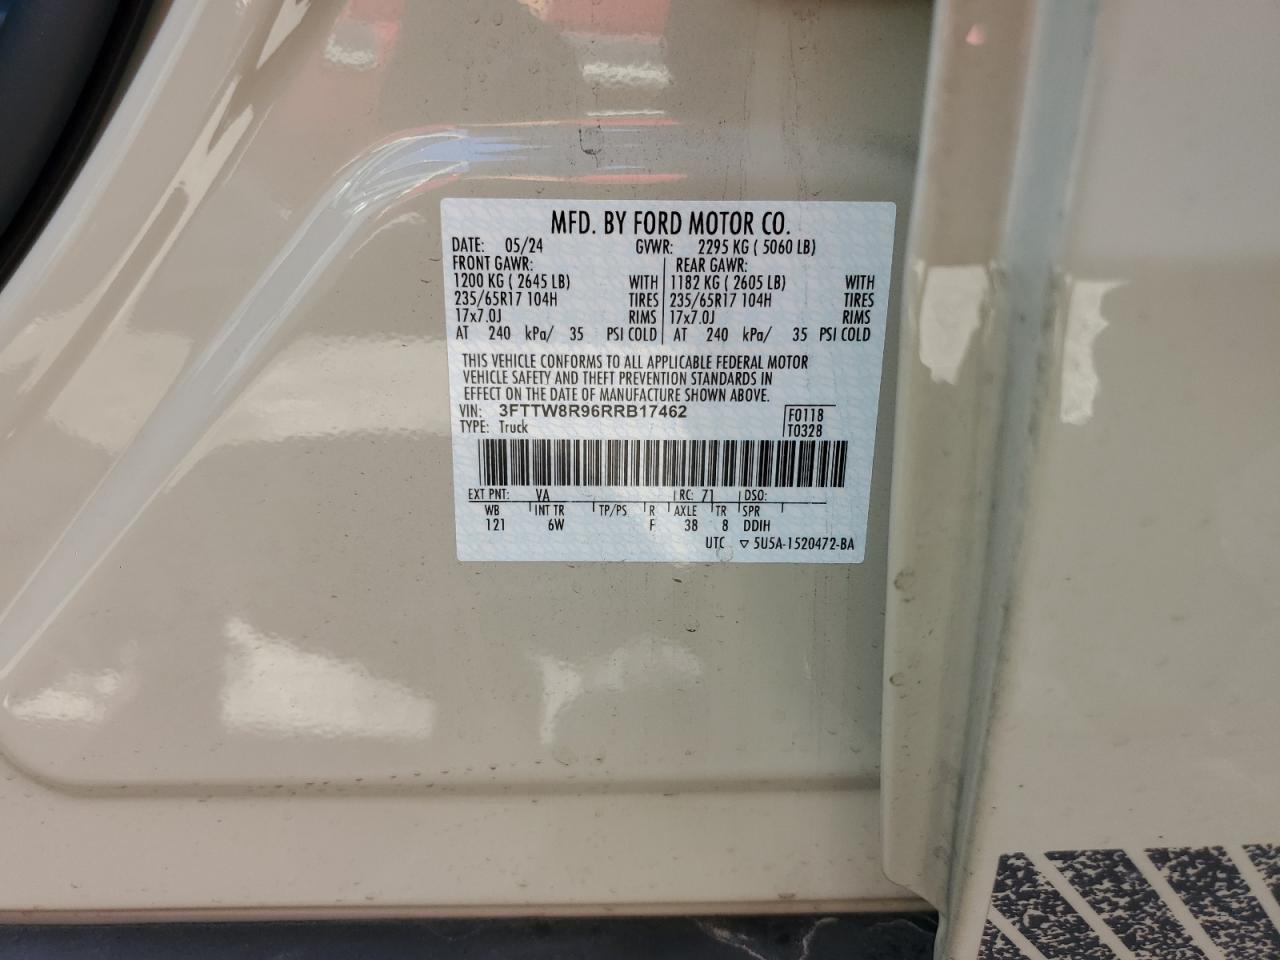 MFD. BY FORD MOTOR CO.
DATE: 05/24 GVWR: 2295 KG ( 5060 LB)
FRONT GAWR: REAR GAWR:
1200 KG ( 2645 LB) WITH 1182 KG ( 2605 LB) WITH
235/65R17 104H TIRES 235/65R17 104H TIRES
17x7.0J RIMS 17x7.0J RIMS
AT 240 kPa/ 35 PSI COLD AT 240 kPa/ 35 PSI COLD
THIS VEHICLE CONFORMS TO ALL APPLICABLE FEDERAL MOTOR
VEHICLE SAFETY AND THEFT PREVENTION STANDARDS IN
EFFECT ON THE DATE OF MANUFACTURE SHOWN ABOVE.
VIN: 3FTTW8R96RRB17462 F0118
TYPE: Truck T0328
EXT PNT: VA RC: 71 DSO:
WB INT TR TP/PS R AXLE TR SPR
121 6W F 38 8 DDIH
UTC ▽ 5U5A-1520472-BA